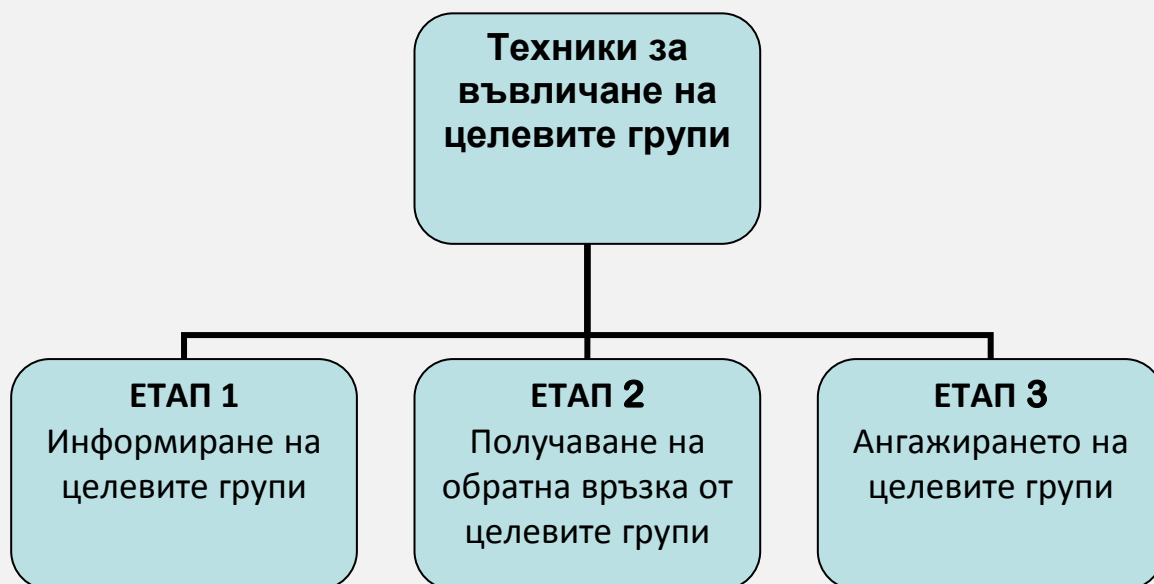 Техники за
въвличане на
целевите групи
ЕТАП 1
Информиране на
целевите групи
ЕТАП 2
Получаване на
обратна връзка от
целевите групи
ЕТАП 3
Ангажирането на
целевите групи